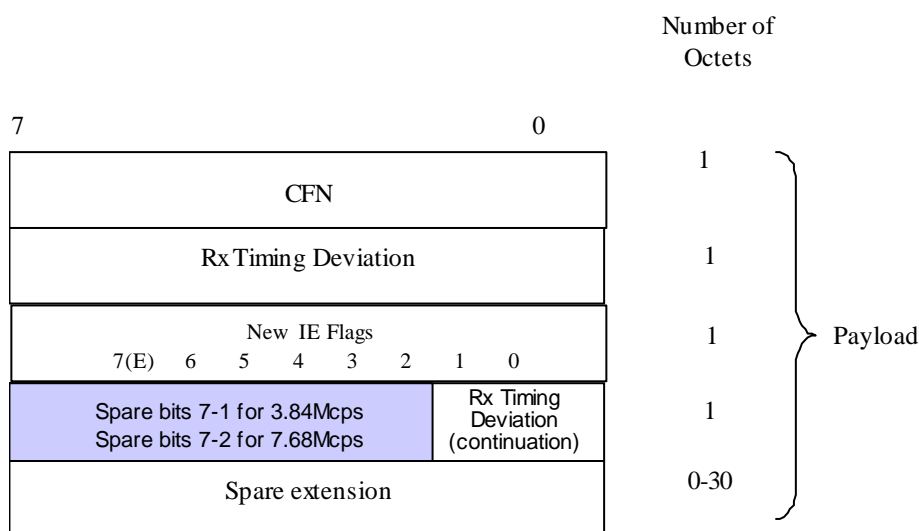 Number of
Octets
7 0
CFN 1
Rx Timing Deviation 1
New IE Flags
7(E) 6 5 4 3 2 1 0
1
Payload
Spare bits 7-1 for 3.84Mcps
Spare bits 7-2 for 7.68Mcps
Rx Timing
Deviation
(continuation)
1
Spare extension 0-30